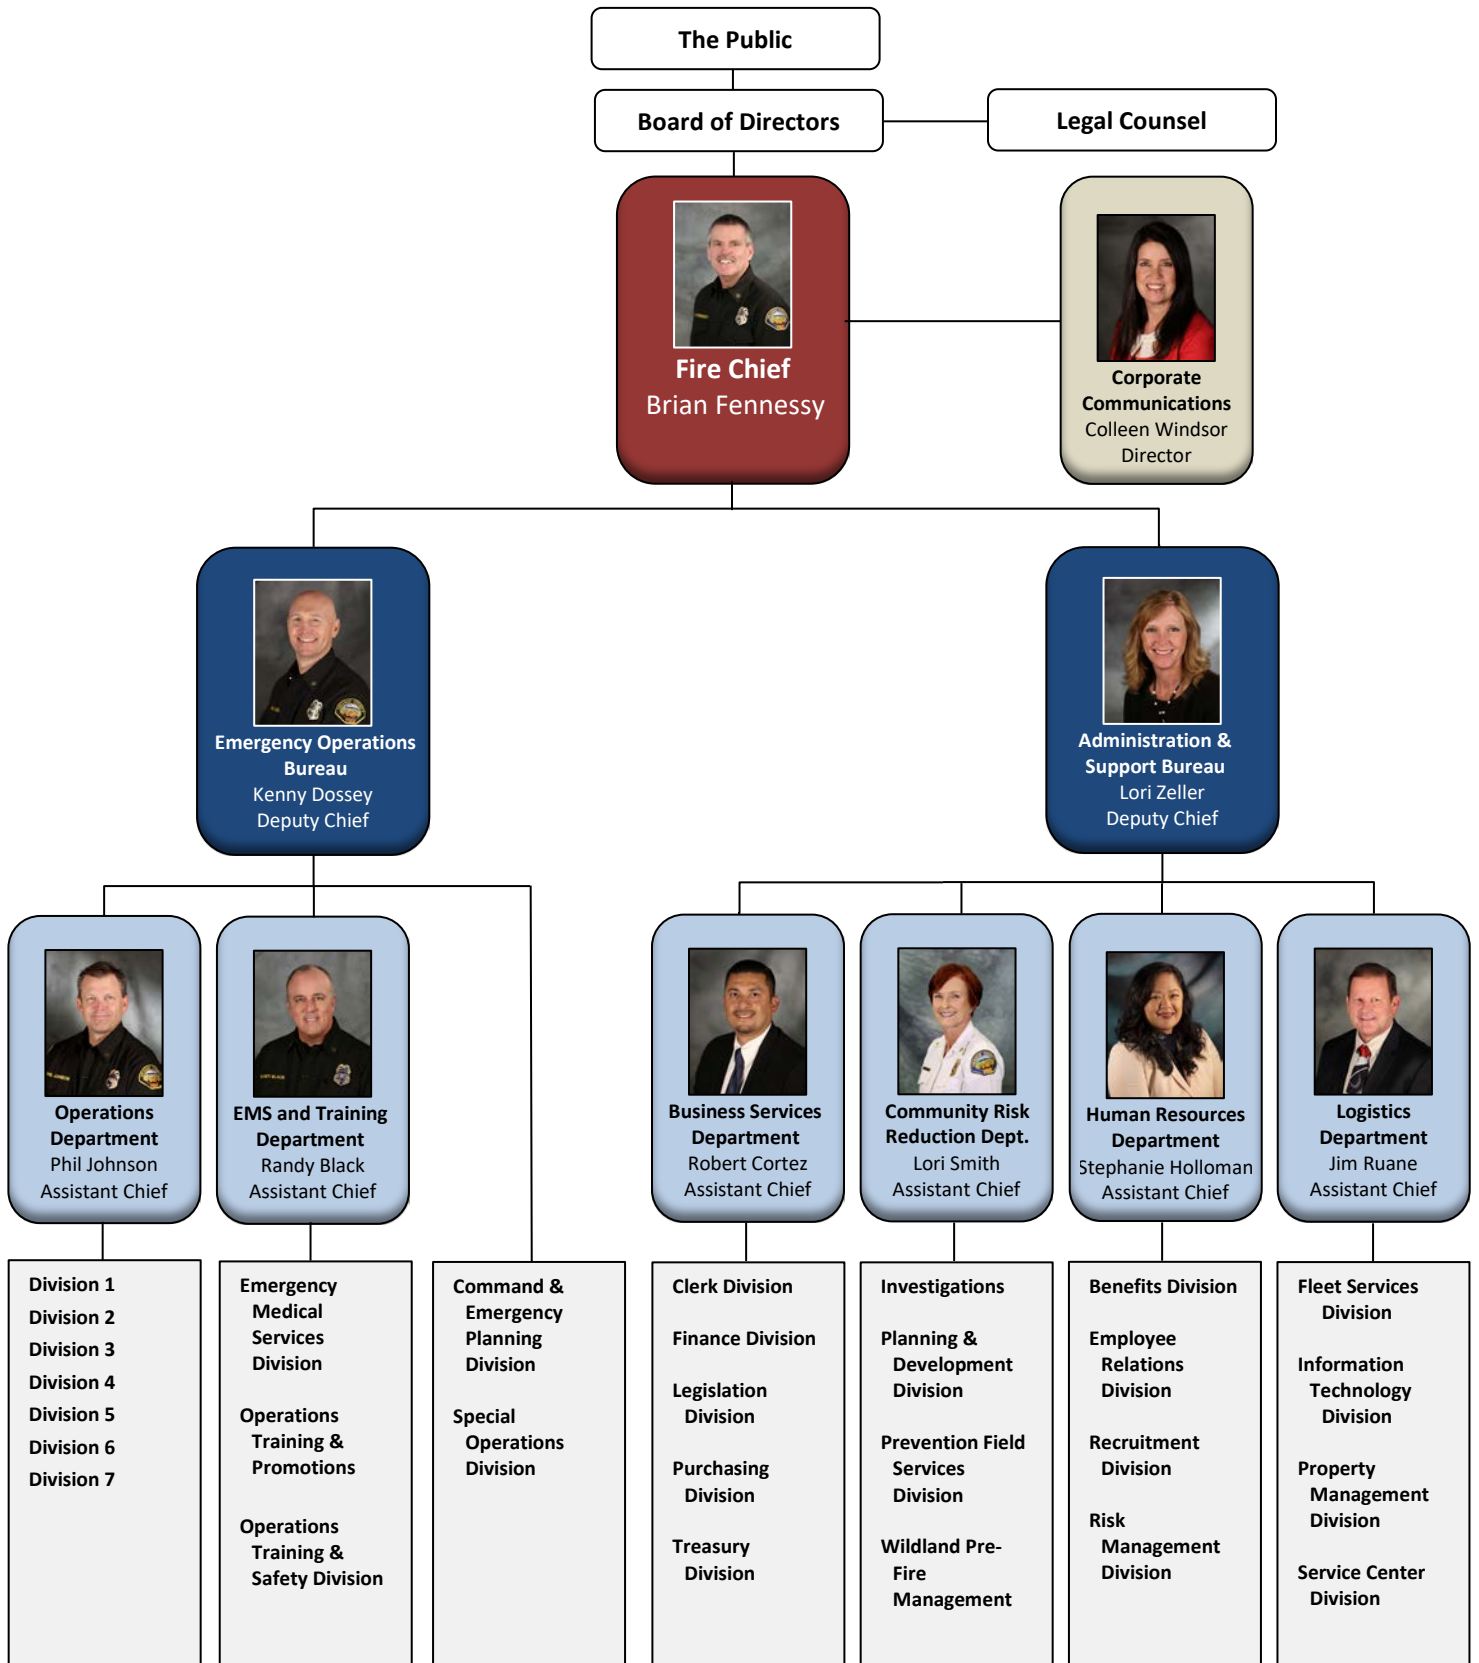 The Public
Board of Directors
Legal Counsel
Fire Chief
Brian Fennessy
Corporate
Communications
Colleen Windsor
Director
Emergency Operations
Bureau
Kenny Dossey
Deputy Chief
Administration &
Support Bureau
Lori Zeller
Deputy Chief
Operations
Department
Phil Johnson
Assistant Chief
EMS and Training
Department
Randy Black
Assistant Chief
Business Services
Department
Robert Cortez
Assistant Chief
Community Risk
Reduction Dept.
Lori Smith
Assistant Chief
Human Resources
Department
Stephanie Holloman
Assistant Chief
Logistics
Department
Jim Ruane
Assistant Chief
Division 1
Division 2
Division 3
Division 4
Division 5
Division 6
Division 7
Emergency
Medical
Services
Division
Operations
Training &
Promotions
Operations
Training &
Safety Division
Command &
Emergency
Planning
Division
Special
Operations
Division
Clerk Division
Finance Division
Legislation
Division
Purchasing
Division
Treasury
Division
Investigations
Planning &
Development
Division
Prevention Field
Services
Division
Wildland Pre-
Fire
Management
Benefits Division
Employee
Relations
Division
Recruitment
Division
Risk
Management
Division
Fleet Services
Division
Information
Technology
Division
Property
Management
Division
Service Center
Division